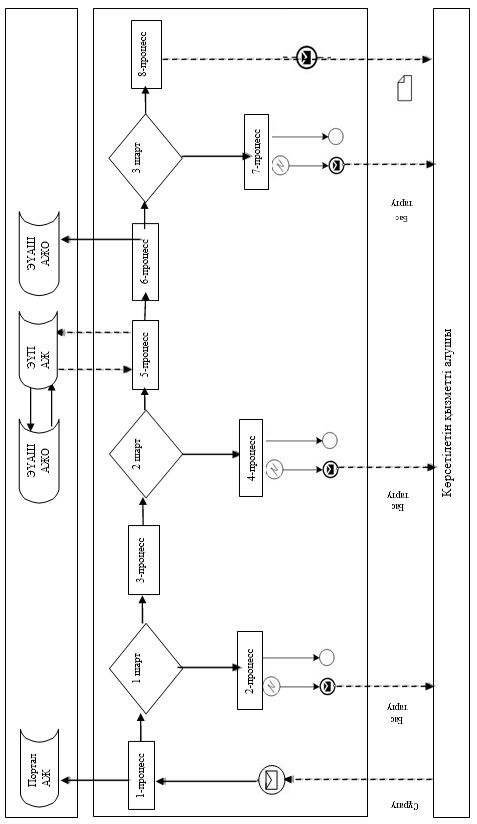 Портал
АЖ
ЭҮАШ
АЖО
ЭҮП
АЖ
ЭҮАШ
АЖО
1-процесс
1 шарт
3-процесс
2 шарт
5-процесс
6-процесс
3 шарт
8-процесс
2-процесс
4-процесс
7-процесс
Сұрату
Бас
тарту
Бас
тарту
Бас
тарту
Көрсетілетін қызметті алушы